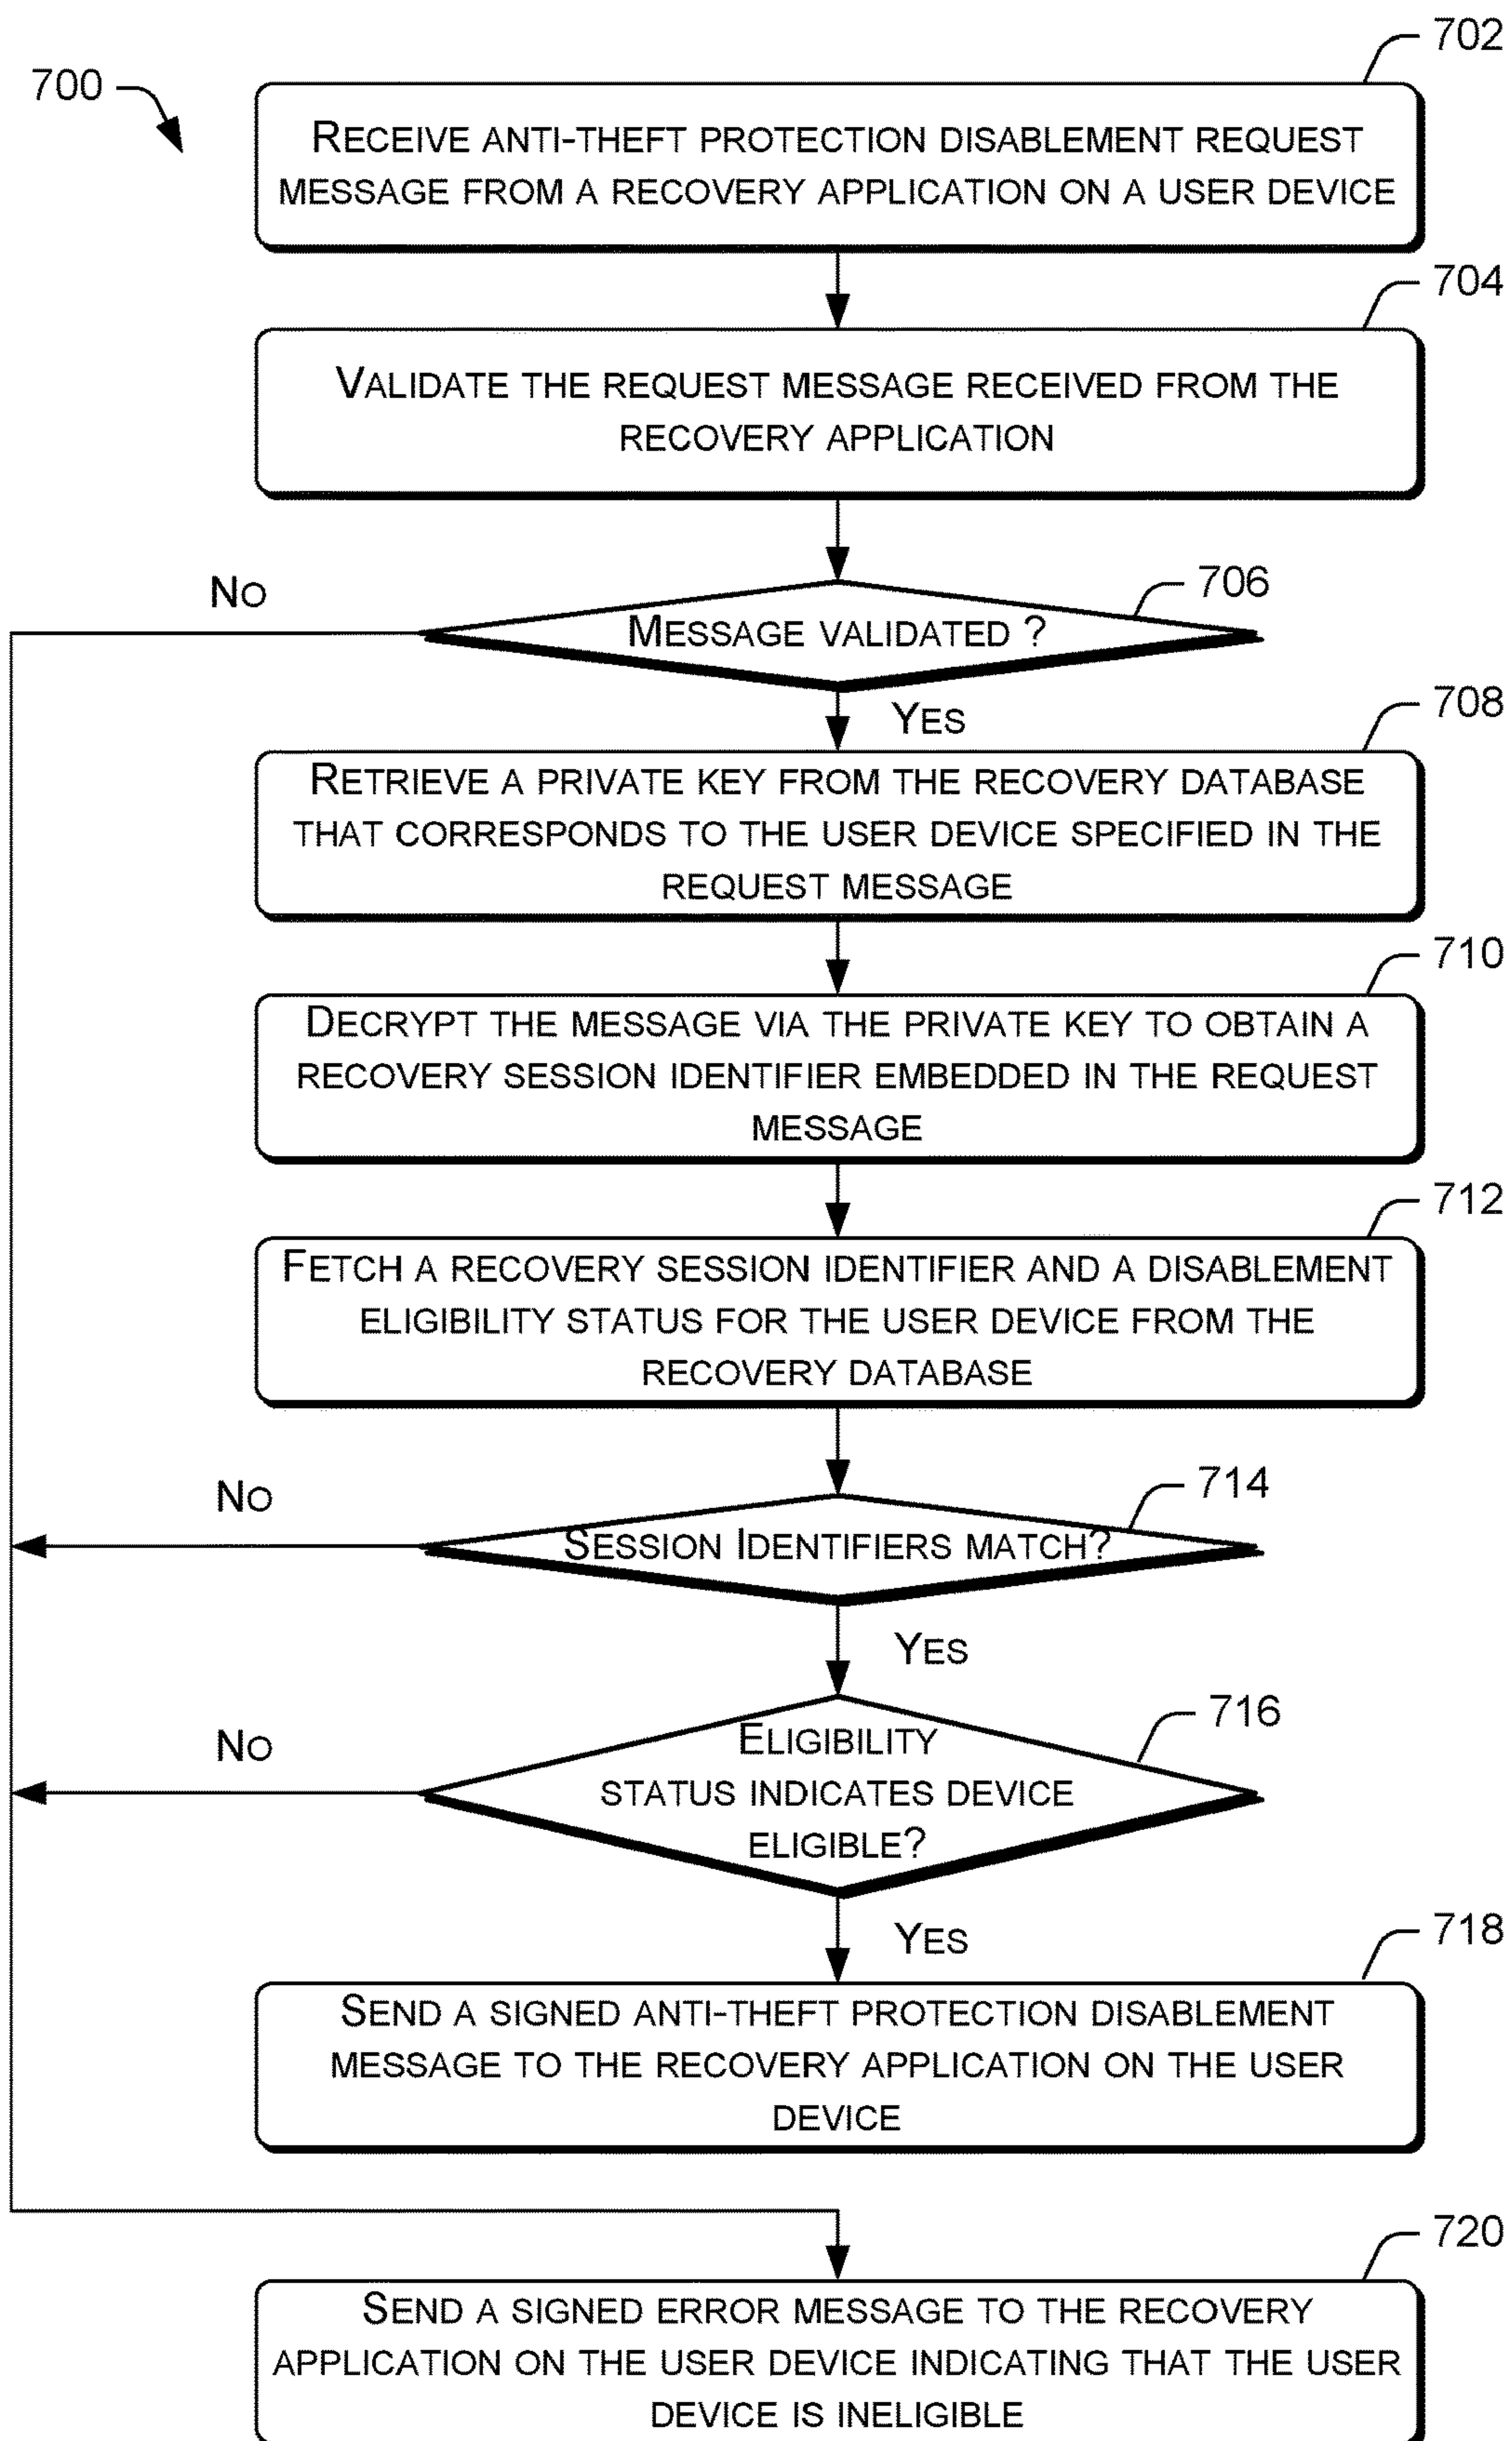 702
700
RECEIVE ANTI-THEFT PROTECTION DISABLEMENT REQUEST
MESSAGE FROM A RECOVERY APPLICATION ON A USER DEVICE
704
VALIDATE THE REQUEST MESSAGE RECEIVED FROM THE
RECOVERY APPLICATION
NO
706
MESSAGE VALIDATED ?
YES
708
RETRIEVE A PRIVATE KEY FROM THE RECOVERY DATABASE
THAT CORRESPONDS TO THE USER DEVICE SPECIFIED IN THE
REQUEST MESSAGE
710
DECRYPT THE MESSAGE VIA THE PRIVATE KEY TO OBTAIN A
RECOVERY SESSION IDENTIFIER EMBEDDED IN THE REQUEST
MESSAGE
712
FETCH A RECOVERY SESSION IDENTIFIER AND A DISABLEMENT
ELIGIBILITY STATUS FOR THE USER DEVICE FROM THE
RECOVERY DATABASE
NO
714
SESSION IDENTIFIERS MATCH?
YES
716
NO
ELIGIBILITY
STATUS INDICATES DEVICE
ELIGIBLE?
YES
718
SEND A SIGNED ANTI-THEFT PROTECTION DISABLEMENT
MESSAGE TO THE RECOVERY APPLICATION ON THE USER
DEVICE
720
SEND A SIGNED ERROR MESSAGE TO THE RECOVERY
APPLICATION ON THE USER DEVICE INDICATING THAT THE USER
DEVICE IS INELIGIBLE